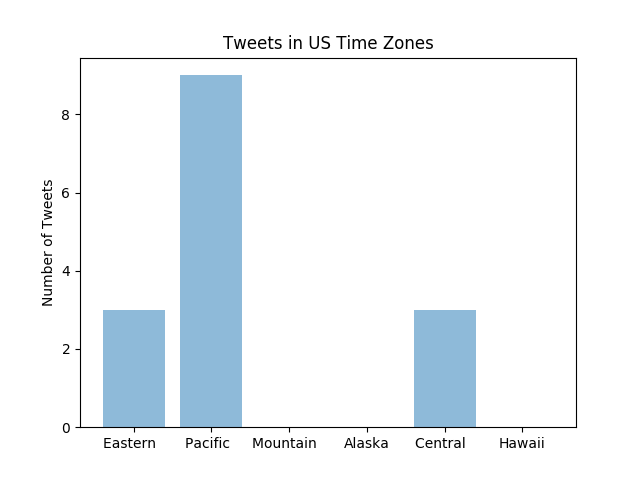 Tweets in US Time Zones
Number of Tweets
8
6
4
2
0
Eastern Pacific Mountain Alaska Central Hawaii